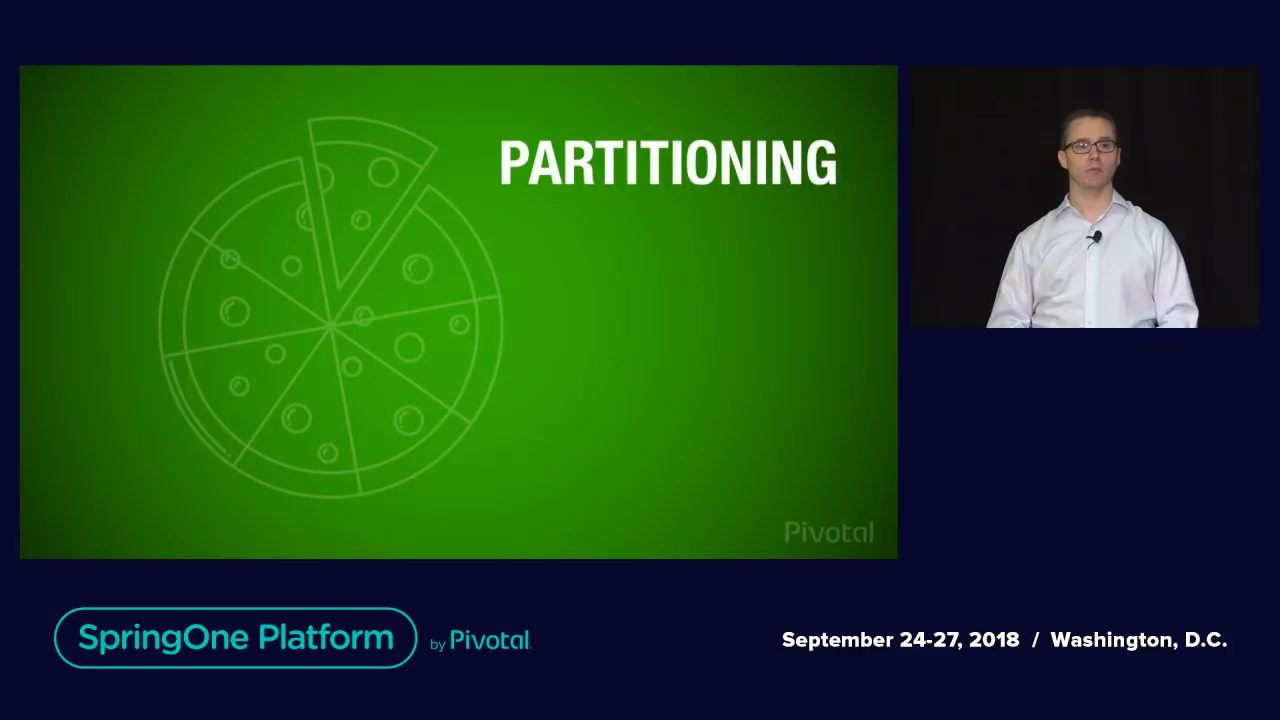 PARTITIONING
Pivotal
SpringOne Platform by Pivotal.
September 24-27, 2018 / Washington, D.C.